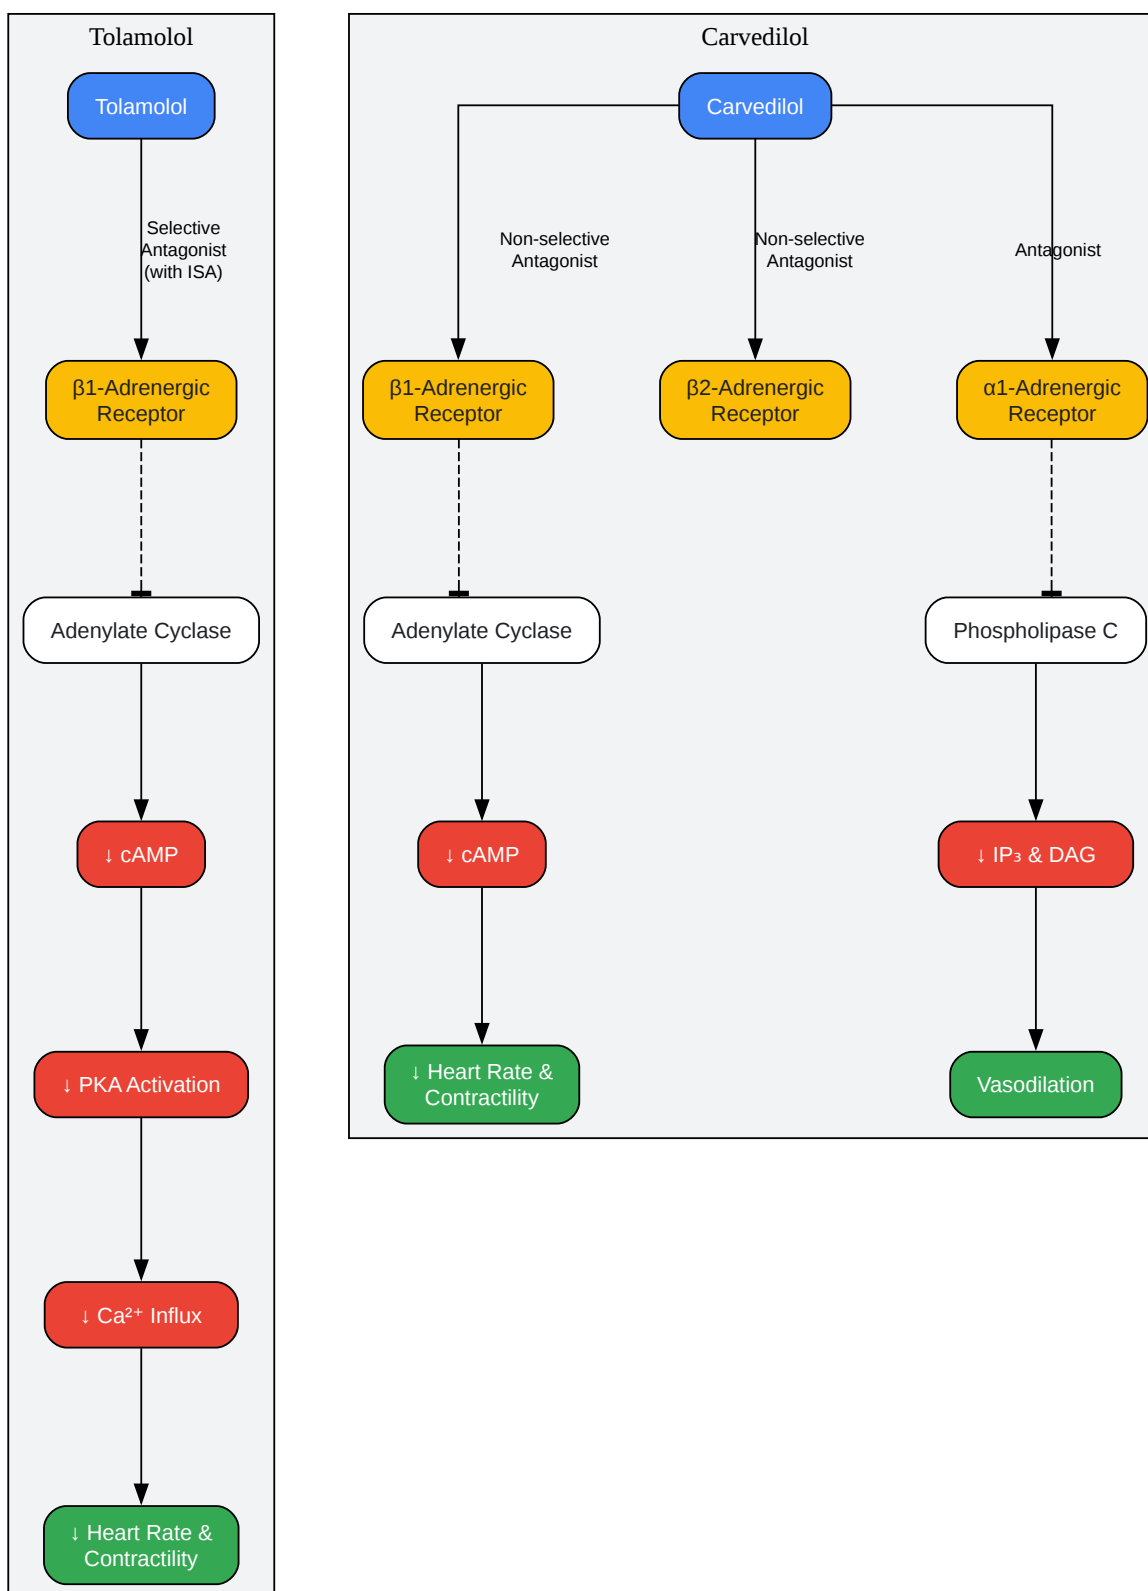 Tolamolol
Tolamolol
Selective
Antagonist
(with ISA)
β1-Adrenergic
Receptor
Adenylate Cyclase
↓ cAMP
↓ PKA Activation
↓ Ca²⁺ Influx
↓ Heart Rate &
Contractility
Carvedilol
Carvedilol
Non-selective
Antagonist
Non-selective
Antagonist
Antagonist
β1-Adrenergic
Receptor
β2-Adrenergic
Receptor
α1-Adrenergic
Receptor
Adenylate Cyclase
Phospholipase C
↓ cAMP
↓ IP₃ & DAG
↓ Heart Rate &
Contractility
Vasodilation